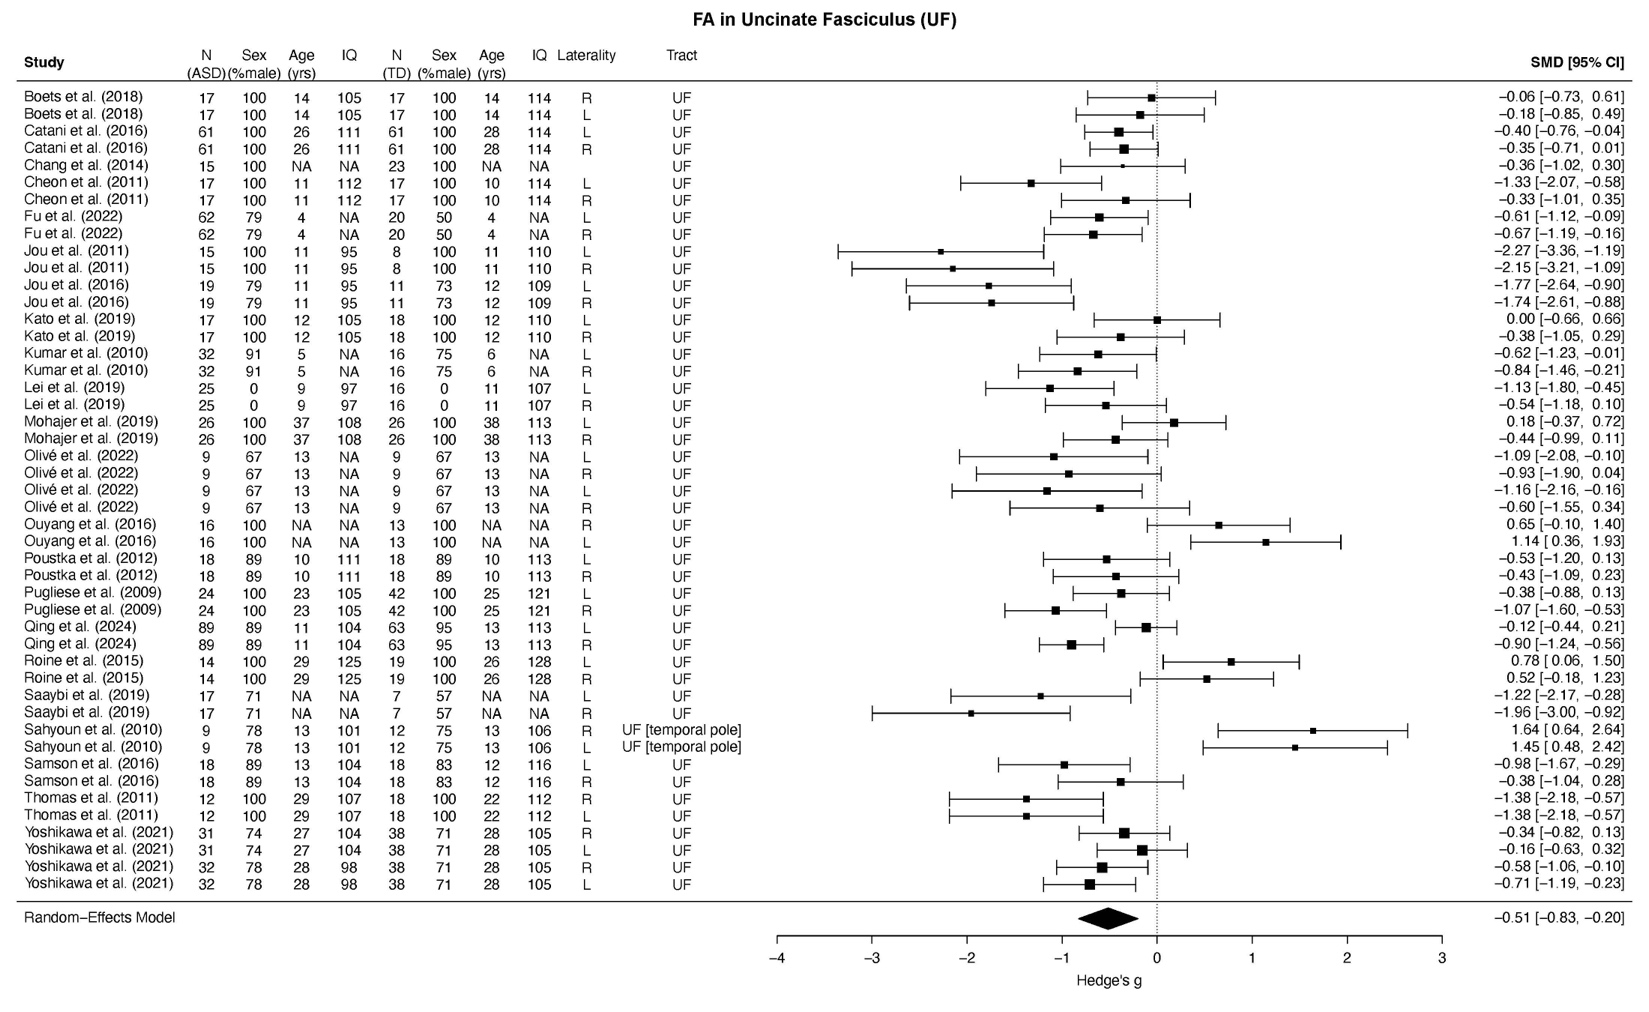 FA in Uncinate Fasciculus (UF)
Study N (ASD) Sex (%male) Age (yrs) IQ N (TD) Sex (%male) Age (yrs) IQ Laterality Tract SMD [95% CI]
Boets et al. (2018) 17 100 14 105 17 100 14 114 R UF −0.06 [−0.73, 0.61]
Boets et al. (2018) 17 100 14 105 17 100 14 114 L UF −0.18 [−0.85, 0.49]
Catani et al. (2016) 61 100 26 111 61 100 28 114 L UF −0.40 [−0.76, −0.04]
Catani et al. (2016) 61 100 26 111 61 100 28 114 R UF −0.35 [−0.71, 0.01]
Chang et al. (2014) 15 100 NA NA 23 100 NA NA UF −0.36 [−1.02, 0.30]
Cheon et al. (2011) 17 100 11 112 17 100 10 114 L UF −1.33 [−2.07, −0.58]
Cheon et al. (2011) 17 100 11 112 17 100 10 114 R UF −0.33 [−1.01, 0.35]
Fu et al. (2022) 62 79 4 NA 20 50 4 NA L UF −0.61 [−1.12, −0.09]
Fu et al. (2022) 62 79 4 NA 20 50 4 NA R UF −0.67 [−1.19, −0.16]
Jou et al. (2011) 15 100 11 95 8 100 11 110 L UF −2.27 [−3.36, −1.19]
Jou et al. (2011) 15 100 11 95 8 100 11 110 R UF −2.15 [−3.21, −1.09]
Jou et al. (2016) 19 79 11 95 11 73 12 109 L UF −1.77 [−2.64, −0.90]
Jou et al. (2016) 19 79 11 95 11 73 12 109 R UF −1.74 [−2.61, −0.88]
Kato et al. (2019) 17 100 12 105 18 100 12 110 L UF 0.00 [−0.66, 0.66]
Kato et al. (2019) 17 100 12 105 18 100 12 110 R UF −0.38 [−1.05, 0.29]
Kumar et al. (2010) 32 91 5 NA 16 75 6 NA L UF −0.62 [−1.23, −0.01]
Kumar et al. (2010) 32 91 5 NA 16 75 6 NA R UF −0.84 [−1.46, −0.21]
Lei et al. (2019) 25 0 9 97 16 0 11 107 L UF −1.13 [−1.80, −0.45]
Lei et al. (2019) 25 0 9 97 16 0 11 107 R UF −0.54 [−1.18, 0.10]
Mohajer et al. (2019) 26 100 37 108 26 100 38 113 L UF 0.18 [−0.37, 0.72]
Mohajer et al. (2019) 26 100 37 108 26 100 38 113 R UF −0.44 [−0.99, 0.11]
Olivé et al. (2022) 9 67 13 NA 9 67 13 NA L UF −1.09 [−2.08, −0.10]
Olivé et al. (2022) 9 67 13 NA 9 67 13 NA R UF −0.93 [−1.90, 0.04]
Olivé et al. (2022) 9 67 13 NA 9 67 13 NA L UF −1.16 [−2.16, −0.16]
Olivé et al. (2022) 9 67 13 NA 9 67 13 NA R UF −0.60 [−1.55, 0.34]
Ouyang et al. (2016) 16 100 NA NA 13 100 NA NA R UF 0.65 [−0.10, 1.40]
Ouyang et al. (2016) 16 100 NA NA 13 100 NA NA L UF 1.14 [ 0.36, 1.93]
Poustka et al. (2012) 18 89 10 111 18 89 10 113 L UF −0.53 [−1.20, 0.13]
Poustka et al. (2012) 18 89 10 111 18 89 10 113 R UF −0.43 [−1.09, 0.23]
Pugliese et al. (2009) 24 100 23 105 42 100 25 121 L UF −0.38 [−0.88, 0.13]
Pugliese et al. (2009) 24 100 23 105 42 100 25 121 R UF −1.07 [−1.60, −0.53]
Qing et al. (2024) 89 89 11 104 63 95 13 113 L UF −0.12 [−0.44, 0.21]
Qing et al. (2024) 89 89 11 104 63 95 13 113 R UF −0.90 [−1.24, −0.56]
Roine et al. (2015) 14 100 29 125 19 100 26 128 L UF 0.78 [ 0.06, 1.50]
Roine et al. (2015) 14 100 29 125 19 100 26 128 R UF 0.52 [−0.18, 1.23]
Saaybi et al. (2019) 17 71 NA NA 7 57 NA NA L UF −1.22 [−2.17, −0.28]
Saaybi et al. (2019) 17 71 NA NA 7 57 NA NA R UF −1.96 [−3.00, −0.92]
Sahyoun et al. (2010) 9 78 13 101 12 75 13 106 R UF [temporal pole] 1.64 [ 0.64, 2.64]
Sahyoun et al. (2010) 9 78 13 101 12 75 13 106 L UF [temporal pole] 1.45 [ 0.48, 2.42]
Samson et al. (2016) 18 89 13 104 18 83 12 116 L UF −0.98 [−1.67, −0.29]
Samson et al. (2016) 18 89 13 104 18 83 12 116 R UF −0.38 [−1.04, 0.28]
Thomas et al. (2011) 12 100 29 107 18 100 22 112 R UF −1.38 [−2.18, −0.57]
Thomas et al. (2011) 12 100 29 107 18 100 22 112 L UF −1.38 [−2.18, −0.57]
Yoshikawa et al. (2021) 31 74 27 104 38 71 28 105 R UF −0.34 [−0.82, 0.13]
Yoshikawa et al. (2021) 31 74 27 104 38 71 28 105 L UF −0.16 [−0.63, 0.32]
Yoshikawa et al. (2021) 32 78 28 98 38 71 28 105 R UF −0.58 [−1.06, −0.10]
Yoshikawa et al. (2021) 32 78 28 98 38 71 28 105 L UF −0.71 [−1.19, −0.23]
Random−Effects Model −0.51 [−0.83, −0.20]
−4 −3 −2 −1 0 1 2 3
Hedge's g